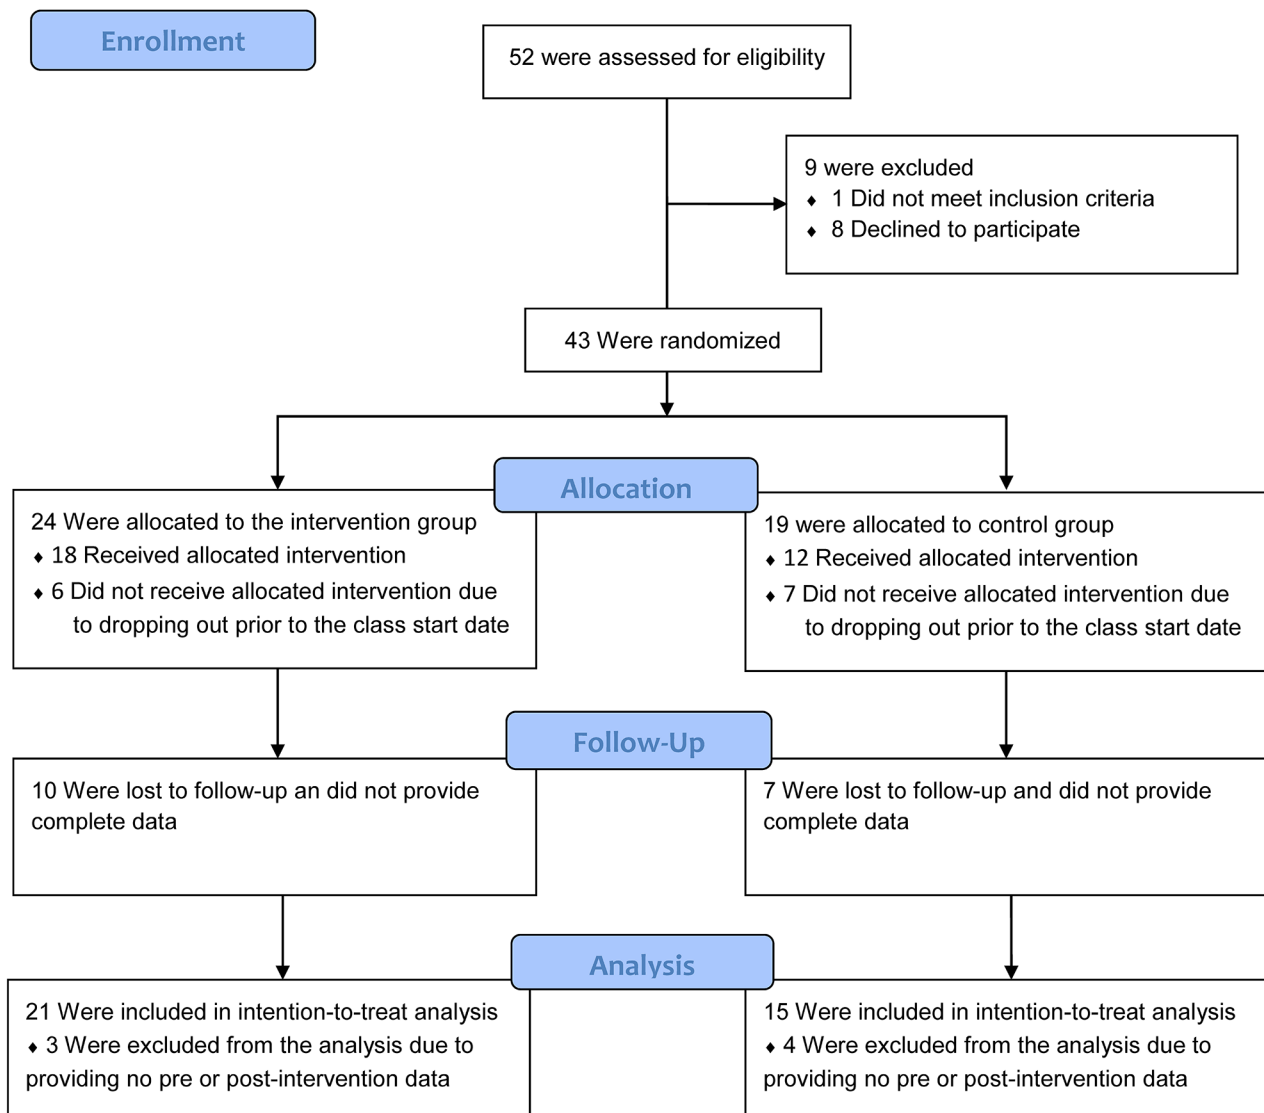 Enrollment
52 were assessed for eligibility
9 were excluded
♦ 1 Did not meet inclusion criteria
♦ 8 Declined to participate
43 Were randomized
Allocation
24 Were allocated to the intervention group
♦ 18 Received allocated intervention
♦ 6 Did not receive allocated intervention due
to dropping out prior to the class start date
19 were allocated to control group
♦ 12 Received allocated intervention
♦ 7 Did not receive allocated intervention due
to dropping out prior to the class start date
Follow-Up
10 Were lost to follow-up an did not provide
complete data
7 Were lost to follow-up and did not provide
complete data
Analysis
21 Were included in intention-to-treat analysis
♦ 3 Were excluded from the analysis due to
providing no pre or post-intervention data
15 Were included in intention-to-treat analysis
♦ 4 Were excluded from the analysis due to
providing no pre or post-intervention data